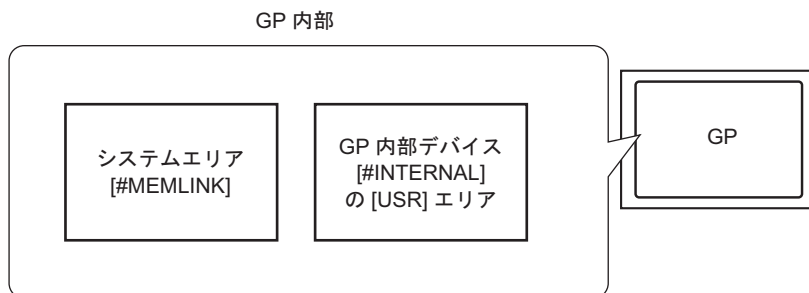 GP 内部
システムエリア
[#MEMLINK]
GP 内部デバイス
[#INTERNAL]
の [USR] エリア
GP